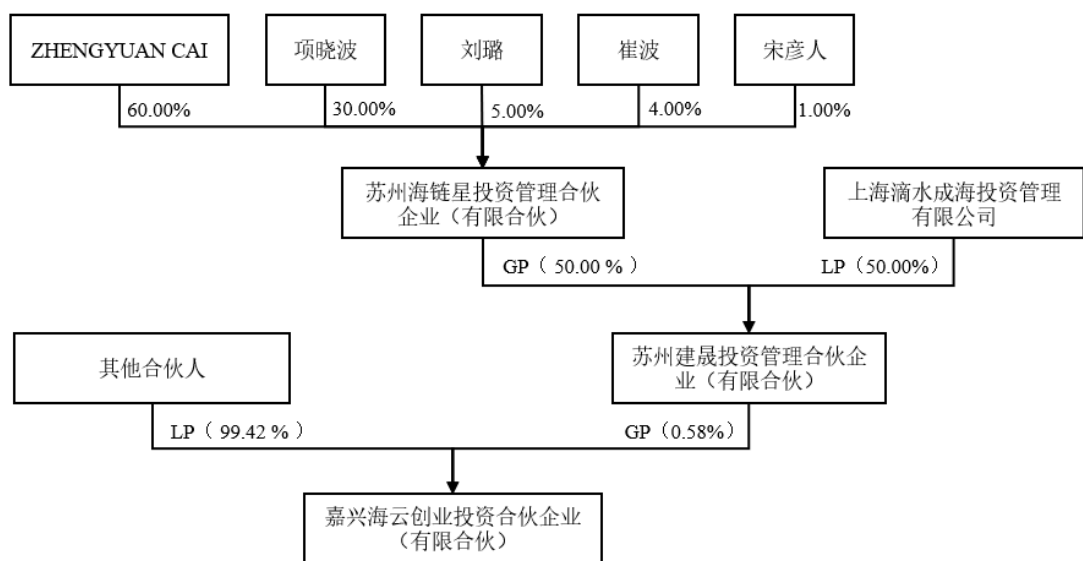 ZHENGYUAN CAI
项晓波
刘璐
崔波
宋彦人
60.00%
30.00%
5.00%
4.00%
1.00%
苏州海链星投资管理合伙
企业（有限合伙）
上海滴水成海投资管理
有限公司
GP（ 50.00 %）
LP（50.00%）
其他合伙人
苏州建晟投资管理合伙企
业（有限合伙）
LP（ 99.42 %）
GP（0.58%）
嘉兴海云创业投资合伙企业
（有限合伙）